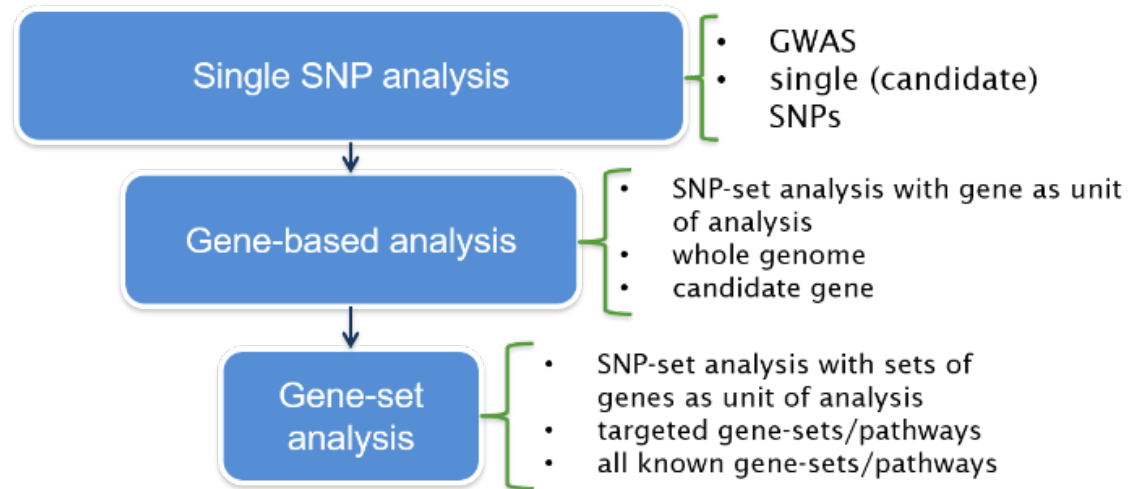 Single SNP analysis
• GWAS
• single (candidate)
SNPs
Gene-based analysis
• SNP-set analysis with gene as unit
of analysis
• whole genome
• candidate gene
Gene-set
analysis
• SNP-set analysis with sets of
genes as unit of analysis
• targeted gene-sets/pathways
• all known gene-sets/pathways